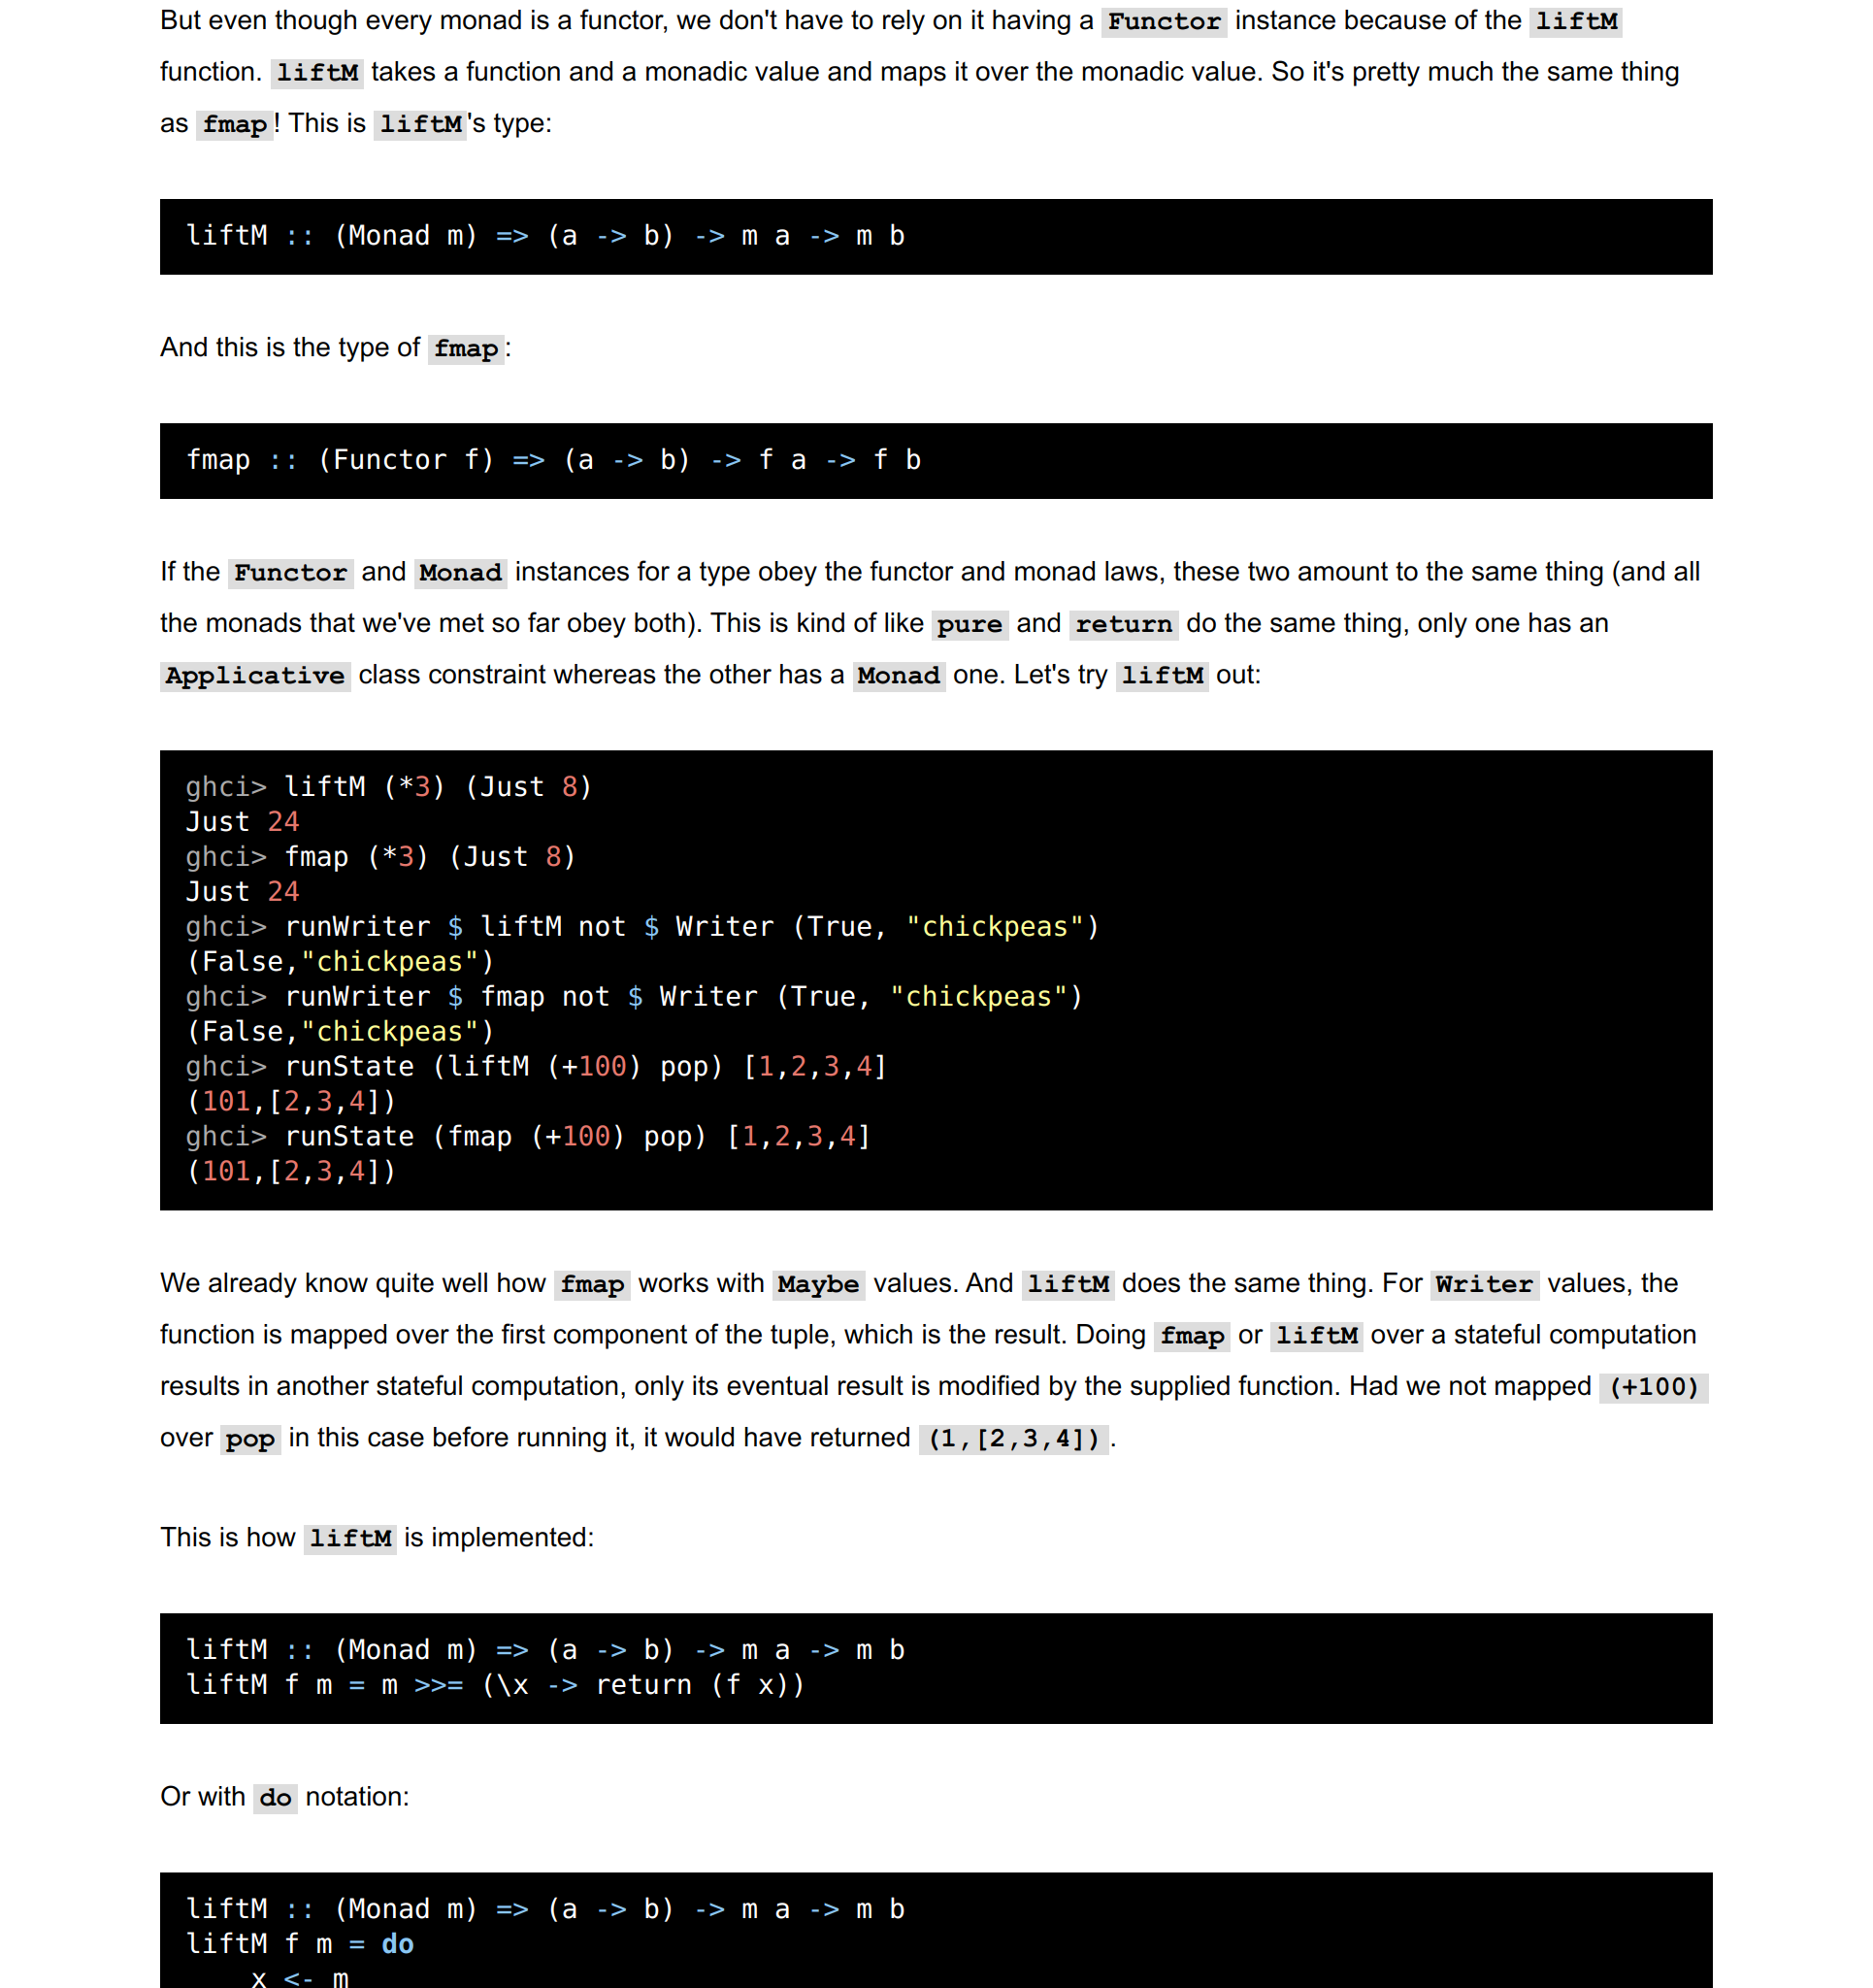 But even though every monad is a functor, we don't have to rely on it having a Functor instance because of the liftM
function. liftM takes a function and a monadic value and maps it over the monadic value. So it's pretty much the same thing
as fmap! This is liftM's type:
liftM :: (Monad m) => (a -> b) -> m a -> m b
And this is the type of fmap:
fmap :: (Functor f) => (a -> b) -> f a -> f b
If the Functor and Monad instances for a type obey the functor and monad laws, these two amount to the same thing (and all
the monads that we've met so far obey both). This is kind of like pure and return do the same thing, only one has an
Applicative class constraint whereas the other has a Monad one. Let's try liftM out:
ghci> liftM (*3) (Just 8)
Just 24
ghci> fmap (*3) (Just 8)
Just 24
ghci> runWriter $ liftM not $ Writer (True, "chickpeas")
(False,"chickpeas")
ghci> runWriter $ fmap not $ Writer (True, "chickpeas")
(False,"chickpeas")
ghci> runState (liftM (+100) pop) [1,2,3,4]
(101,[2,3,4])
ghci> runState (fmap (+100) pop) [1,2,3,4]
(101,[2,3,4])
We already know quite well how fmap works with Maybe values. And liftM does the same thing. For Writer values, the
function is mapped over the first component of the tuple, which is the result. Doing fmap or liftM over a stateful computation
results in another stateful computation, only its eventual result is modified by the supplied function. Had we not mapped (+100)
over pop in this case before running it, it would have returned (1,[2,3,4]).
This is how liftM is implemented:
liftM :: (Monad m) => (a -> b) -> m a -> m b
liftM f m = m >>= (\x -> return (f x))
Or with do notation:
liftM :: (Monad m) => (a -> b) -> m a -> m b
liftM f m = do
    x <- m